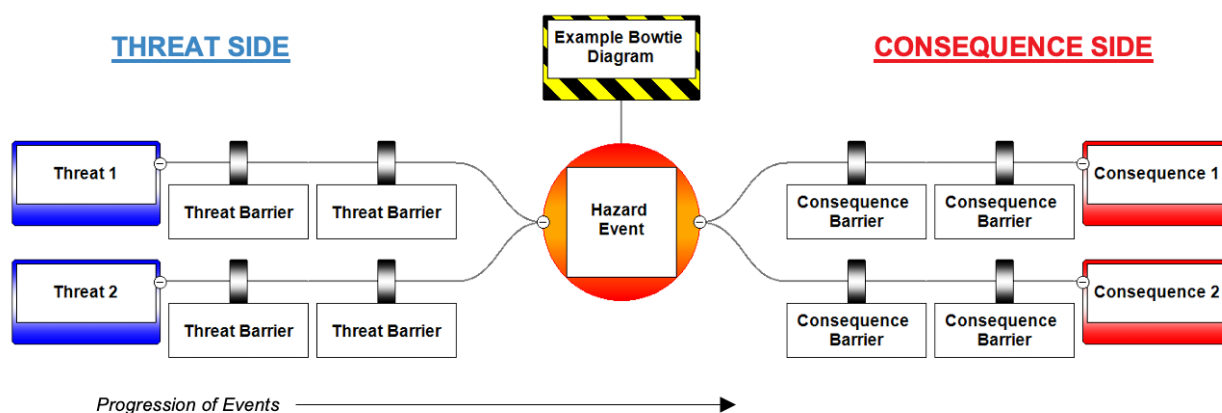 THREAT SIDE
Example Bowtie
Diagram
CONSEQUENCE SIDE
Threat 1
Threat Barrier
Threat Barrier
Hazard
Event
Consequence
Barrier
Consequence
Barrier
Consequence 1
Threat 2
Threat Barrier
Threat Barrier
Consequence
Barrier
Consequence
Barrier
Consequence 2
Progression of Events